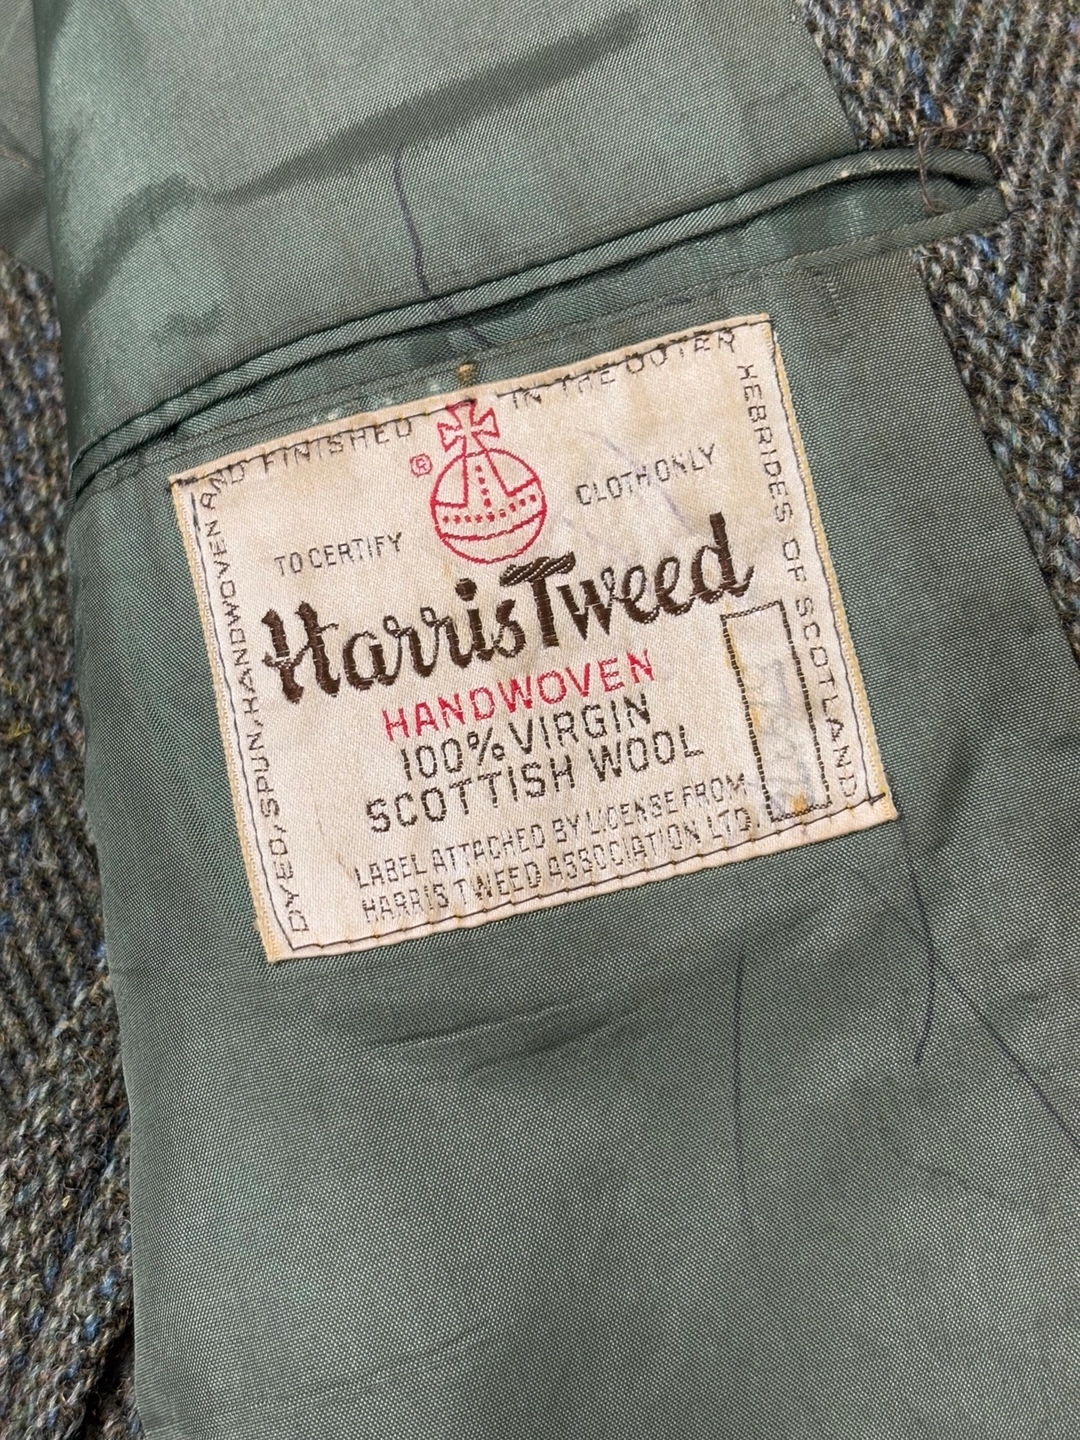 DYED, SPUN, HANDWOVEN AND FINISHED IN THE OUTER HEBRIDES OF SCOTLAND
®
TO CERTIFY CLOTH ONLY
Harris Tweed
HANDWOVEN
100% VIRGIN
SCOTTISH WOOL
LABEL ATTACHED BY LICENSE FROM
HARRIS TWEED ASSOCIATION LTD.